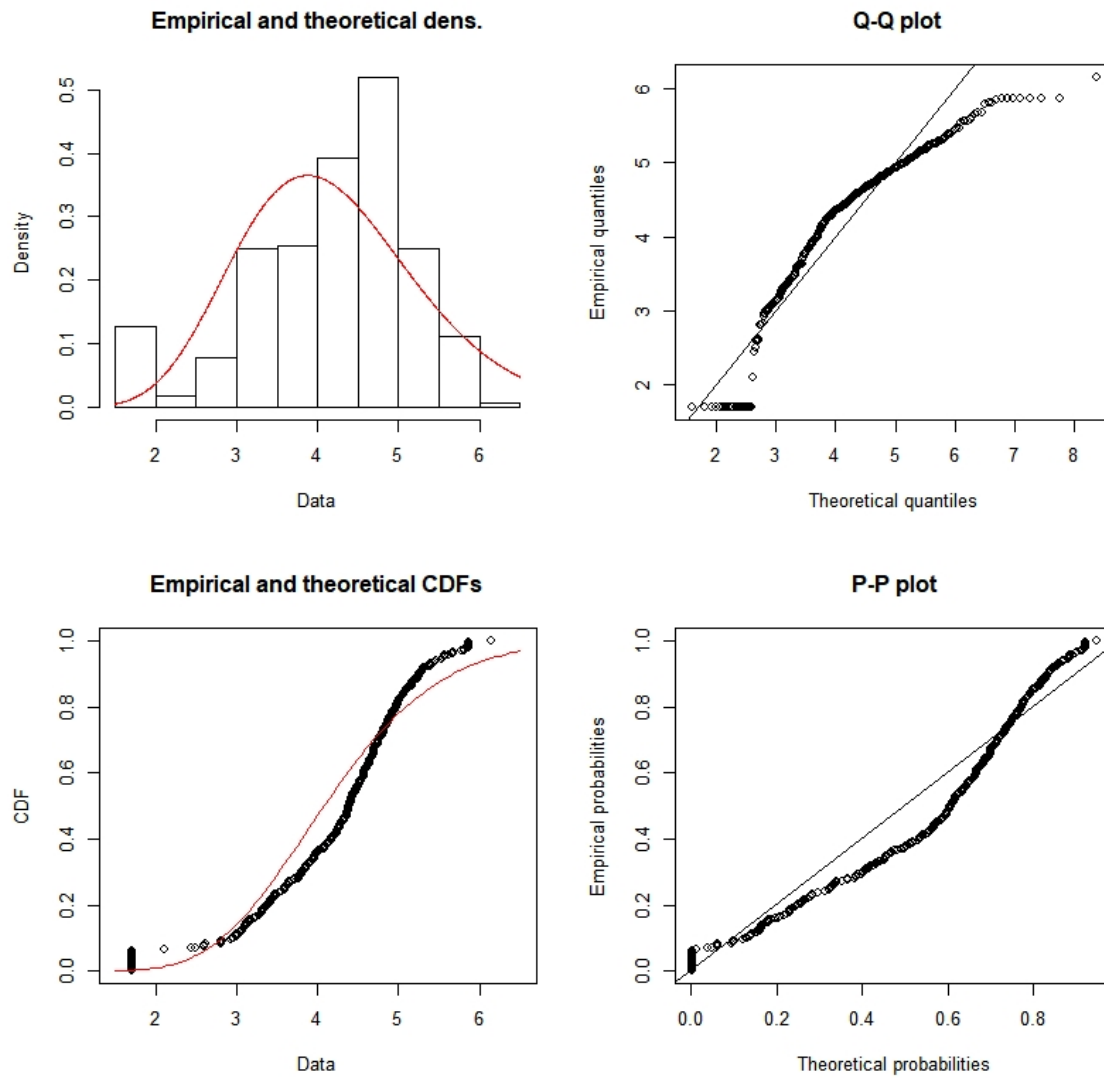 Empirical and theoretical dens.
Density
0.0 0.1 0.2 0.3 0.4 0.5
2 3 4 5 6
Data
Q-Q plot
Empirical quantiles
2 3 4 5 6
2 3 4 5 6 7 8
Theoretical quantiles
Empirical and theoretical CDFs
CDF
0.0 0.2 0.4 0.6 0.8 1.0
2 3 4 5 6
Data
P-P plot
Empirical probabilities
0.0 0.2 0.4 0.6 0.8 1.0
0.0 0.2 0.4 0.6 0.8
Theoretical probabilities